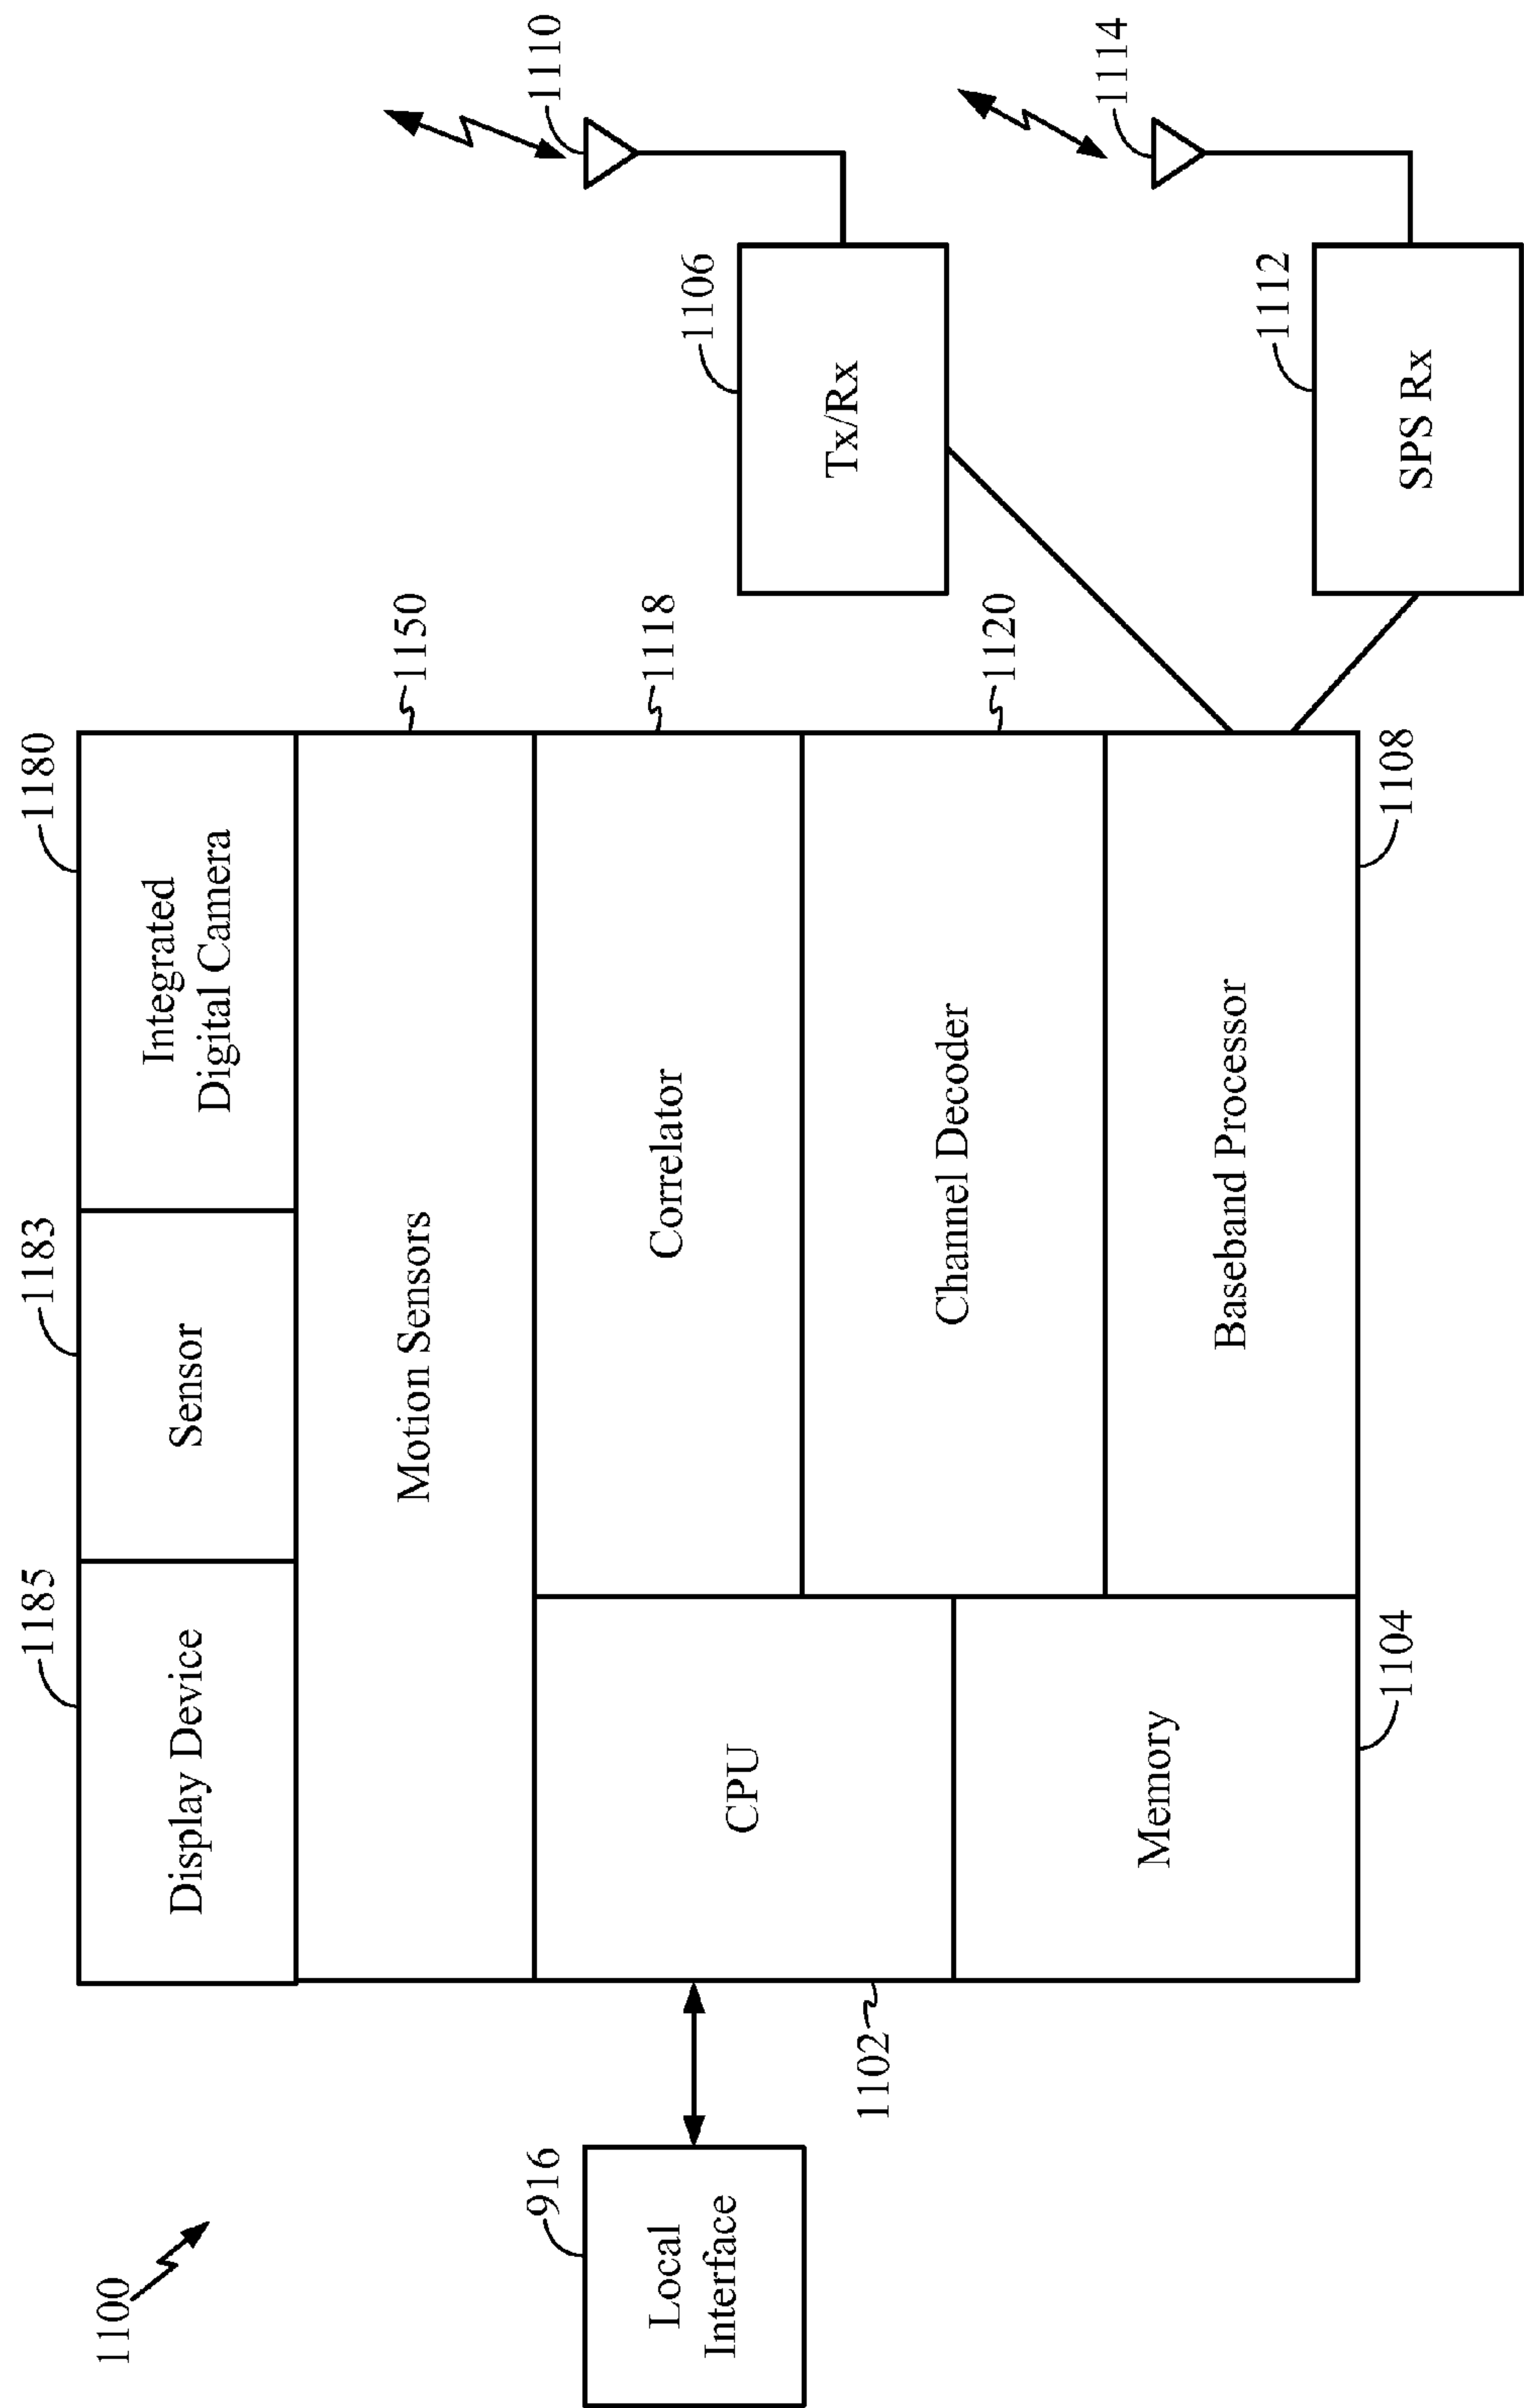 1100
916
Local
Interface
1185
1183
1180
Display Device
Sensor
Integrated
Digital Camera
Motion Sensors
1150
CPU
1102
Correlator
1118
Channel Decoder
1120
Memory
1104
Baseband Processor
1108
1106
Tx/Rx
1110
1112
SPS Rx
1114